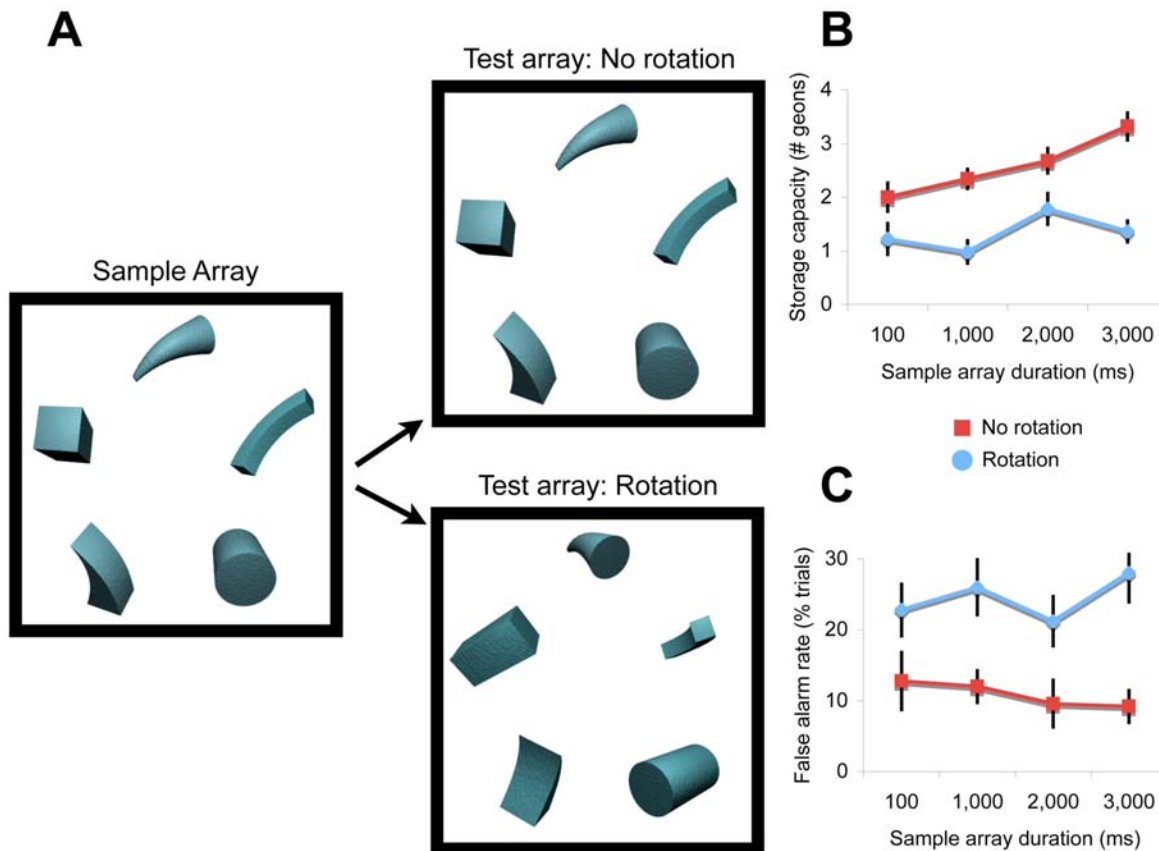 A
Sample Array
Test array: No rotation
Test array: Rotation
B
Storage capacity (# geons)
4
3
2
1
0
100 1,000 2,000 3,000
Sample array duration (ms)
No rotation
Rotation
C
False alarm rate (% trials)
30
20
10
0
100 1,000 2,000 3,000
Sample array duration (ms)